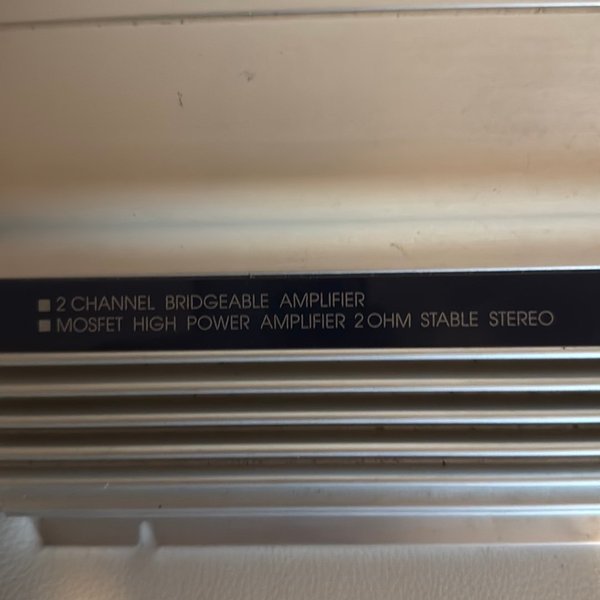 2 CHANNEL BRIDGEABLE AMPLIFIER
MOSFET HIGH POWER AMPLIFIER 2 OHM STABLE STEREO